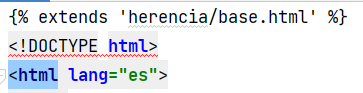 {% extends 'herencia/base.html' %}
<!DOCTYPE html>
<html lang="es">